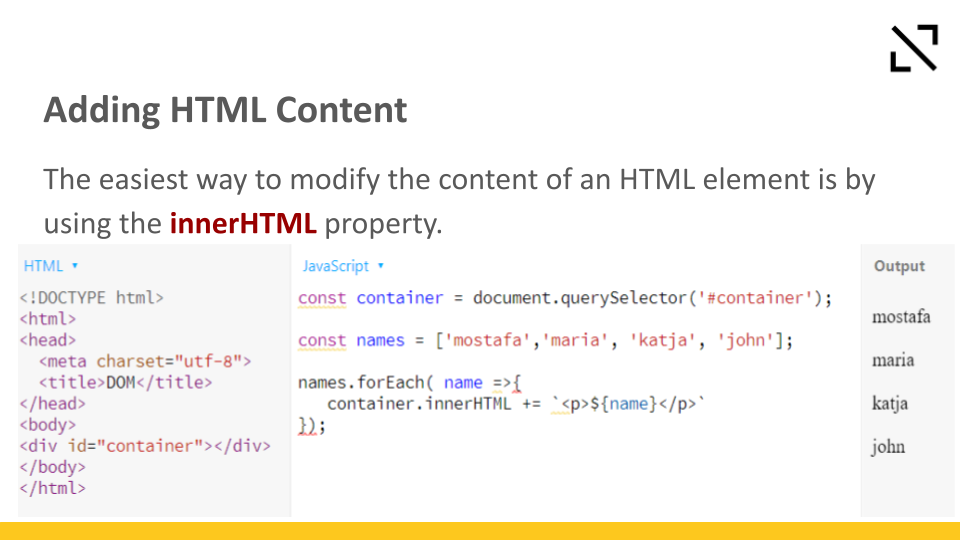 Adding HTML Content
The easiest way to modify the content of an HTML element is by
using the innerHTML property.
HTML
<!DOCTYPE html>
<html>
<head>
  <meta charset="utf-8">
  <title>DOM</title>
</head>
<body>
<div id="container"></div>
</body>
</html>
JavaScript
const container = document.querySelector('#container');
const names = ['mostafa','maria', 'katja', 'john'];
names.forEach( name =>{
   container.innerHTML += `<p>${name}</p>`
});
Output
mostafa
maria
katja
john